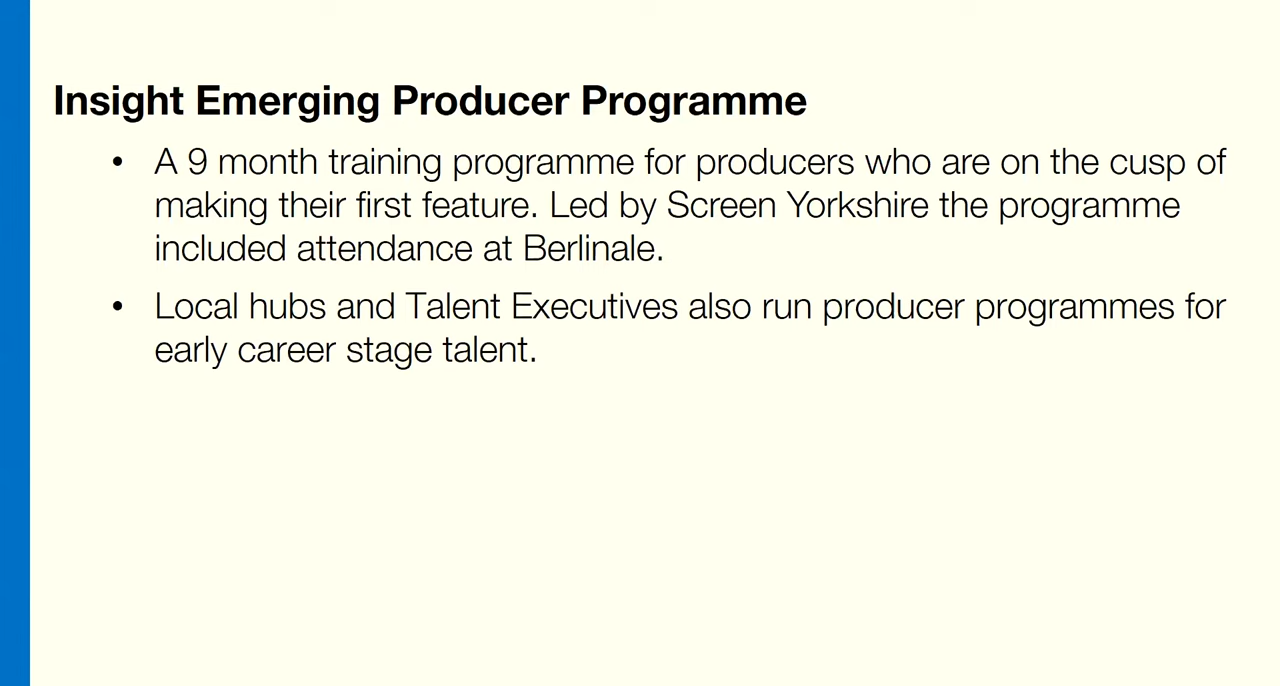 Insight Emerging Producer Programme
• A 9 month training programme for producers who are on the cusp of
making their first feature. Led by Screen Yorkshire the programme
included attendance at Berlinale.
• Local hubs and Talent Executives also run producer programmes for
early career stage talent.